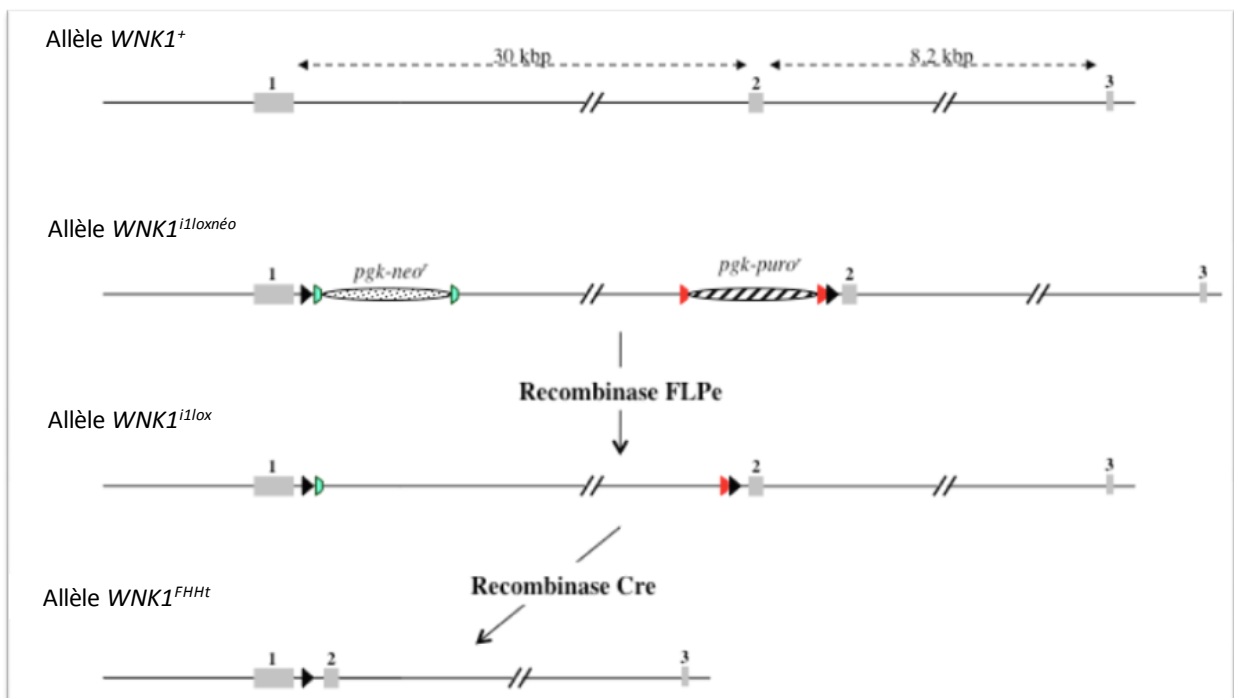 Allèle WNK1+
30 kbp 8,2 kbp
1 2 3
Allèle WNK1i1loxnéo
pgk-neor pgk-puror
1 2 3
Recombinase FLPe
Allèle WNK1i1lox
1 2 3
Recombinase Cre
Allèle WNK1FHHt
1 2 3